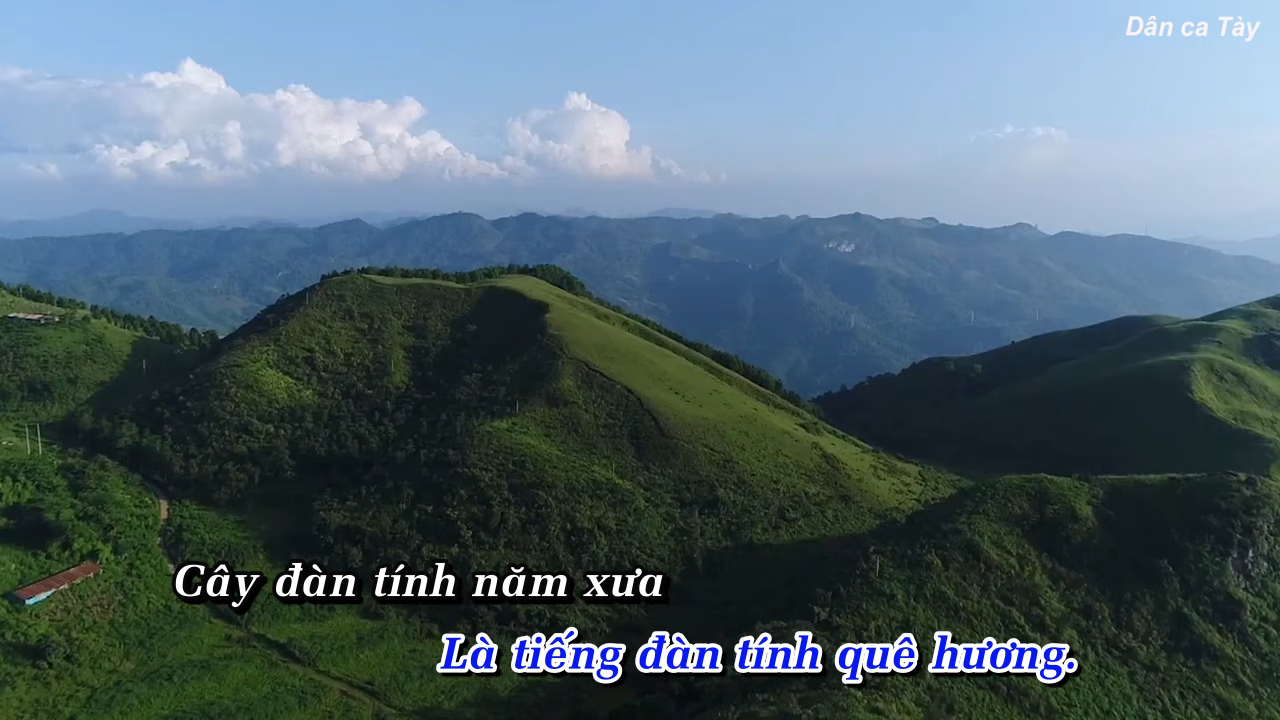 Dân ca Tày
Cây đàn tính năm xưa
Là tiếng đàn tính quê hương.